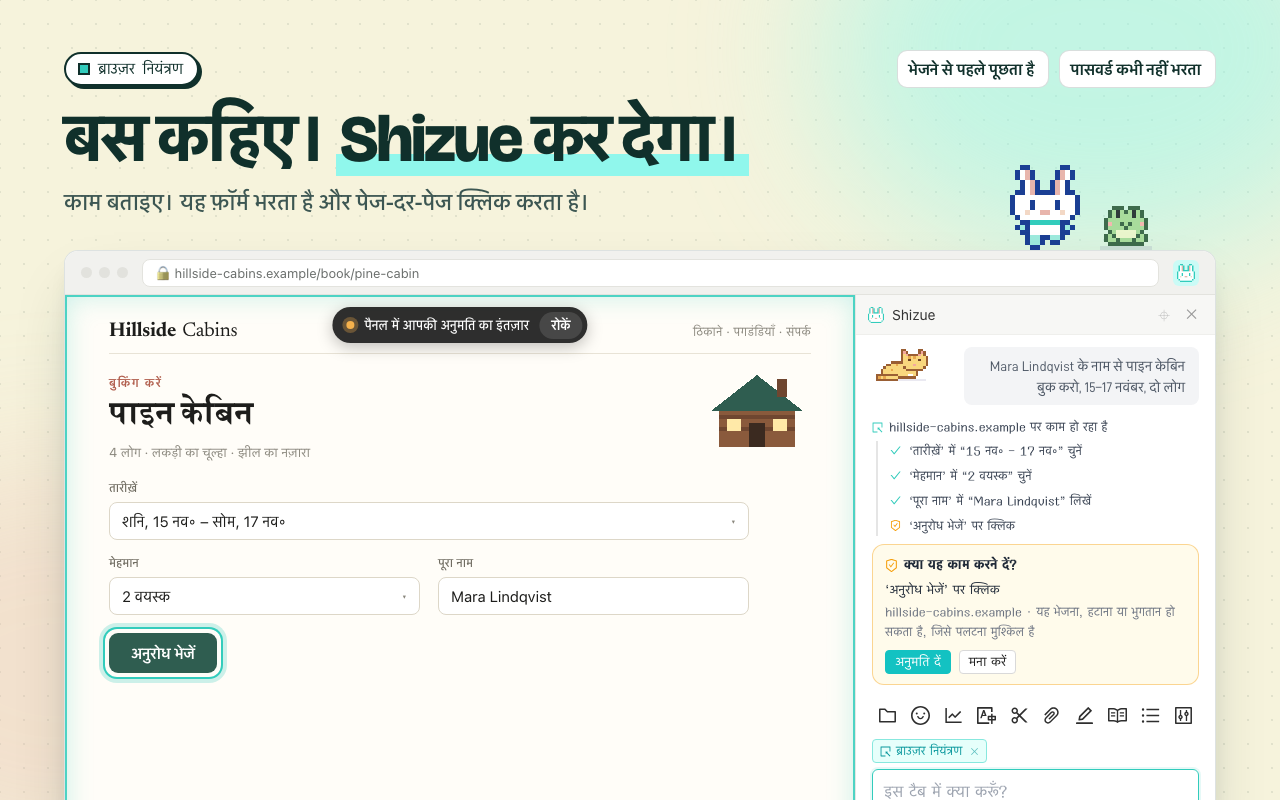 ब्राउज़र नियंत्रण
भेजने से पहले पूछता है
पासवर्ड कभी नहीं भरता
बस कहिए। Shizue कर देगा।
काम बताइए। यह फ़ॉर्म भरता है और पेज-दर-पेज क्लिक करता है।
hillside-cabins.example/book/pine-cabin
Hillside Cabins
पैनल में आपकी अनुमति का इंतज़ार
रोकें
ठिकाने · पगडंडियाँ · संपर्क
बुकिंग करें
पाइन केबिन
4 लोग · लकड़ी का चूल्हा · झील का नज़ारा
तारीख़ें
शनि, 15 नव॰ – सोम, 17 नव॰
मेहमान
पूरा नाम
2 वयस्क
Mara Lindqvist
अनुरोध भेजें
Shizue
Mara Lindqvist के नाम से पाइन केबिन
बुक करो, 15–17 नवंबर, दो लोग
hillside-cabins.example पर काम हो रहा है
‘तारीख़ें’ में “15 नव॰ – 17 नव॰” चुनें
‘मेहमान’ में “2 वयस्क” चुनें
‘पूरा नाम’ में “Mara Lindqvist” लिखें
‘अनुरोध भेजें’ पर क्लिक
क्या यह काम करने दें?
‘अनुरोध भेजें’ पर क्लिक
hillside-cabins.example · यह भेजना, हटाना या भुगतान हो
सकता है, जिसे पलटना मुश्किल है
अनुमति दें
मना करें
ब्राउज़र नियंत्रण
इस टैब में क्या करूँ?